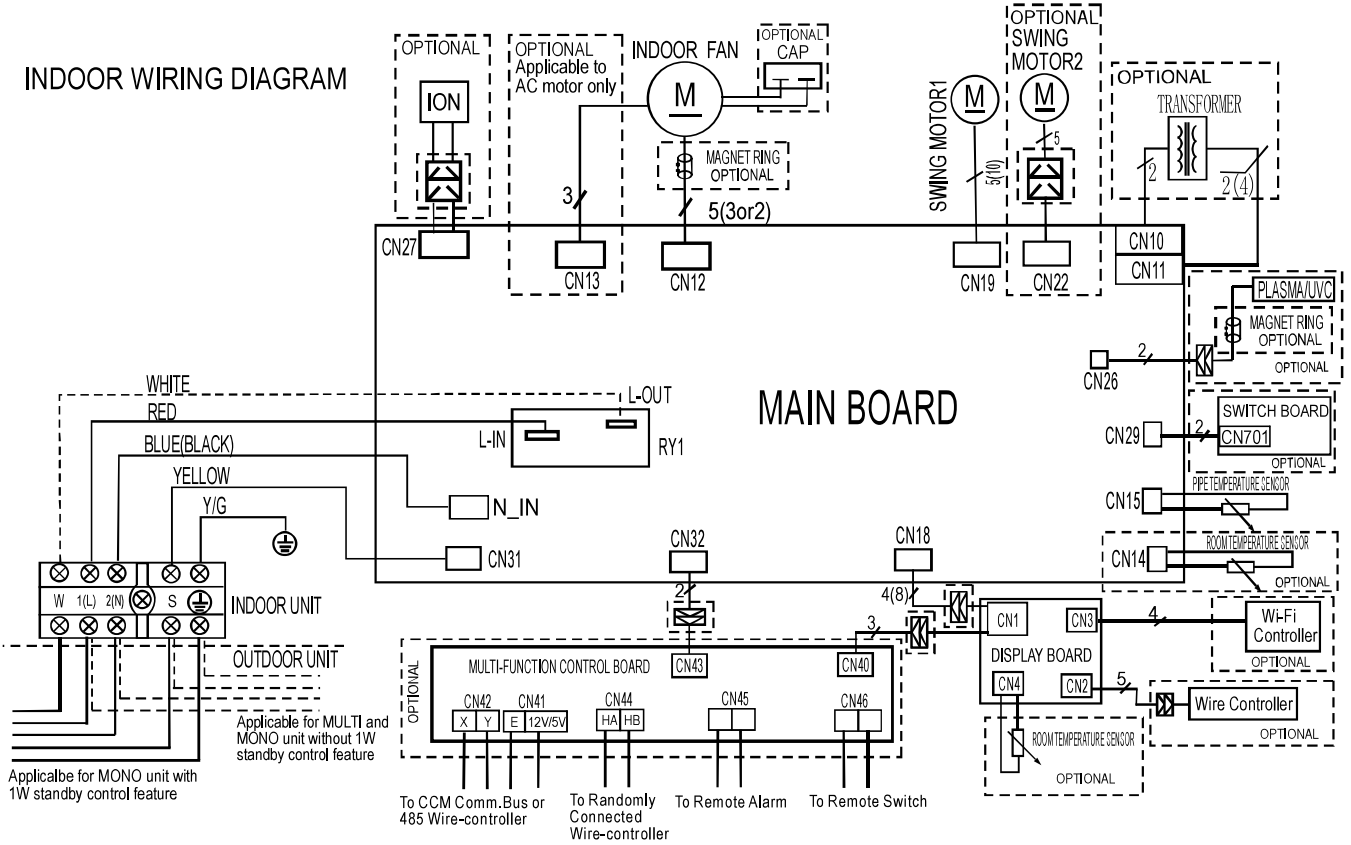 INDOOR WIRING DIAGRAM
OPTIONAL
ION
CN27
OPTIONAL
Applicable to
AC motor only
3
CN13
INDOOR FAN
M
OPTIONAL
CAP
MAGNET RING
OPTIONAL
5(3or2)
CN12
SWING MOTOR1
M
5(10)
CN19
OPTIONAL
SWING
MOTOR2
M
5
CN22
OPTIONAL
TRANSFORMER
2
2(4)
CN10
CN11
PLASMA/UVC
MAGNET RING
OPTIONAL
OPTIONAL
2
CN26
MAIN BOARD
SWITCH BOARD
CN701
OPTIONAL
2
CN29
PIPE TEMPERATURE SENSOR
CN15
ROOM TEMPERATURE SENSOR
CN14
OPTIONAL
WHITE
L-OUT
RED
L-IN
RY1
BLUE(BLACK)
YELLOW
N_IN
Y/G
CN31
W
1(L)
2(N)
S
INDOOR UNIT
OUTDOOR UNIT
Applicable for MULTI and
MONO unit without 1W
standby control feature
Applicalbe for MONO unit with
1W standby control feature
CN32
2
CN18
4(8)
3
OPTIONAL
MULTI-FUNCTION CONTROL BOARD
CN43
CN40
CN42
X
Y
CN41
E
12V/5V
CN44
HA
HB
CN45
CN46
To CCM Comm.Bus or
485 Wire-controller
To Randomly
Connected
Wire-controller
To Remote Alarm
To Remote Switch
CN1
CN3
DISPLAY BOARD
CN4
CN2
4
Wi-Fi
Controller
OPTIONAL
5
Wire Controller
OPTIONAL
ROOM TEMPERATURE SENSOR
OPTIONAL